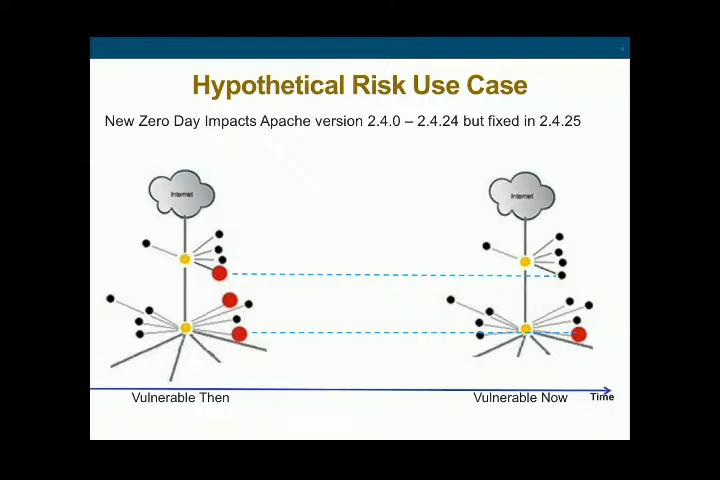 Hypothetical Risk Use Case
New Zero Day Impacts Apache version 2.4.0 – 2.4.24 but fixed in 2.4.25
Internet
Internet
Vulnerable Then
Vulnerable Now
Time